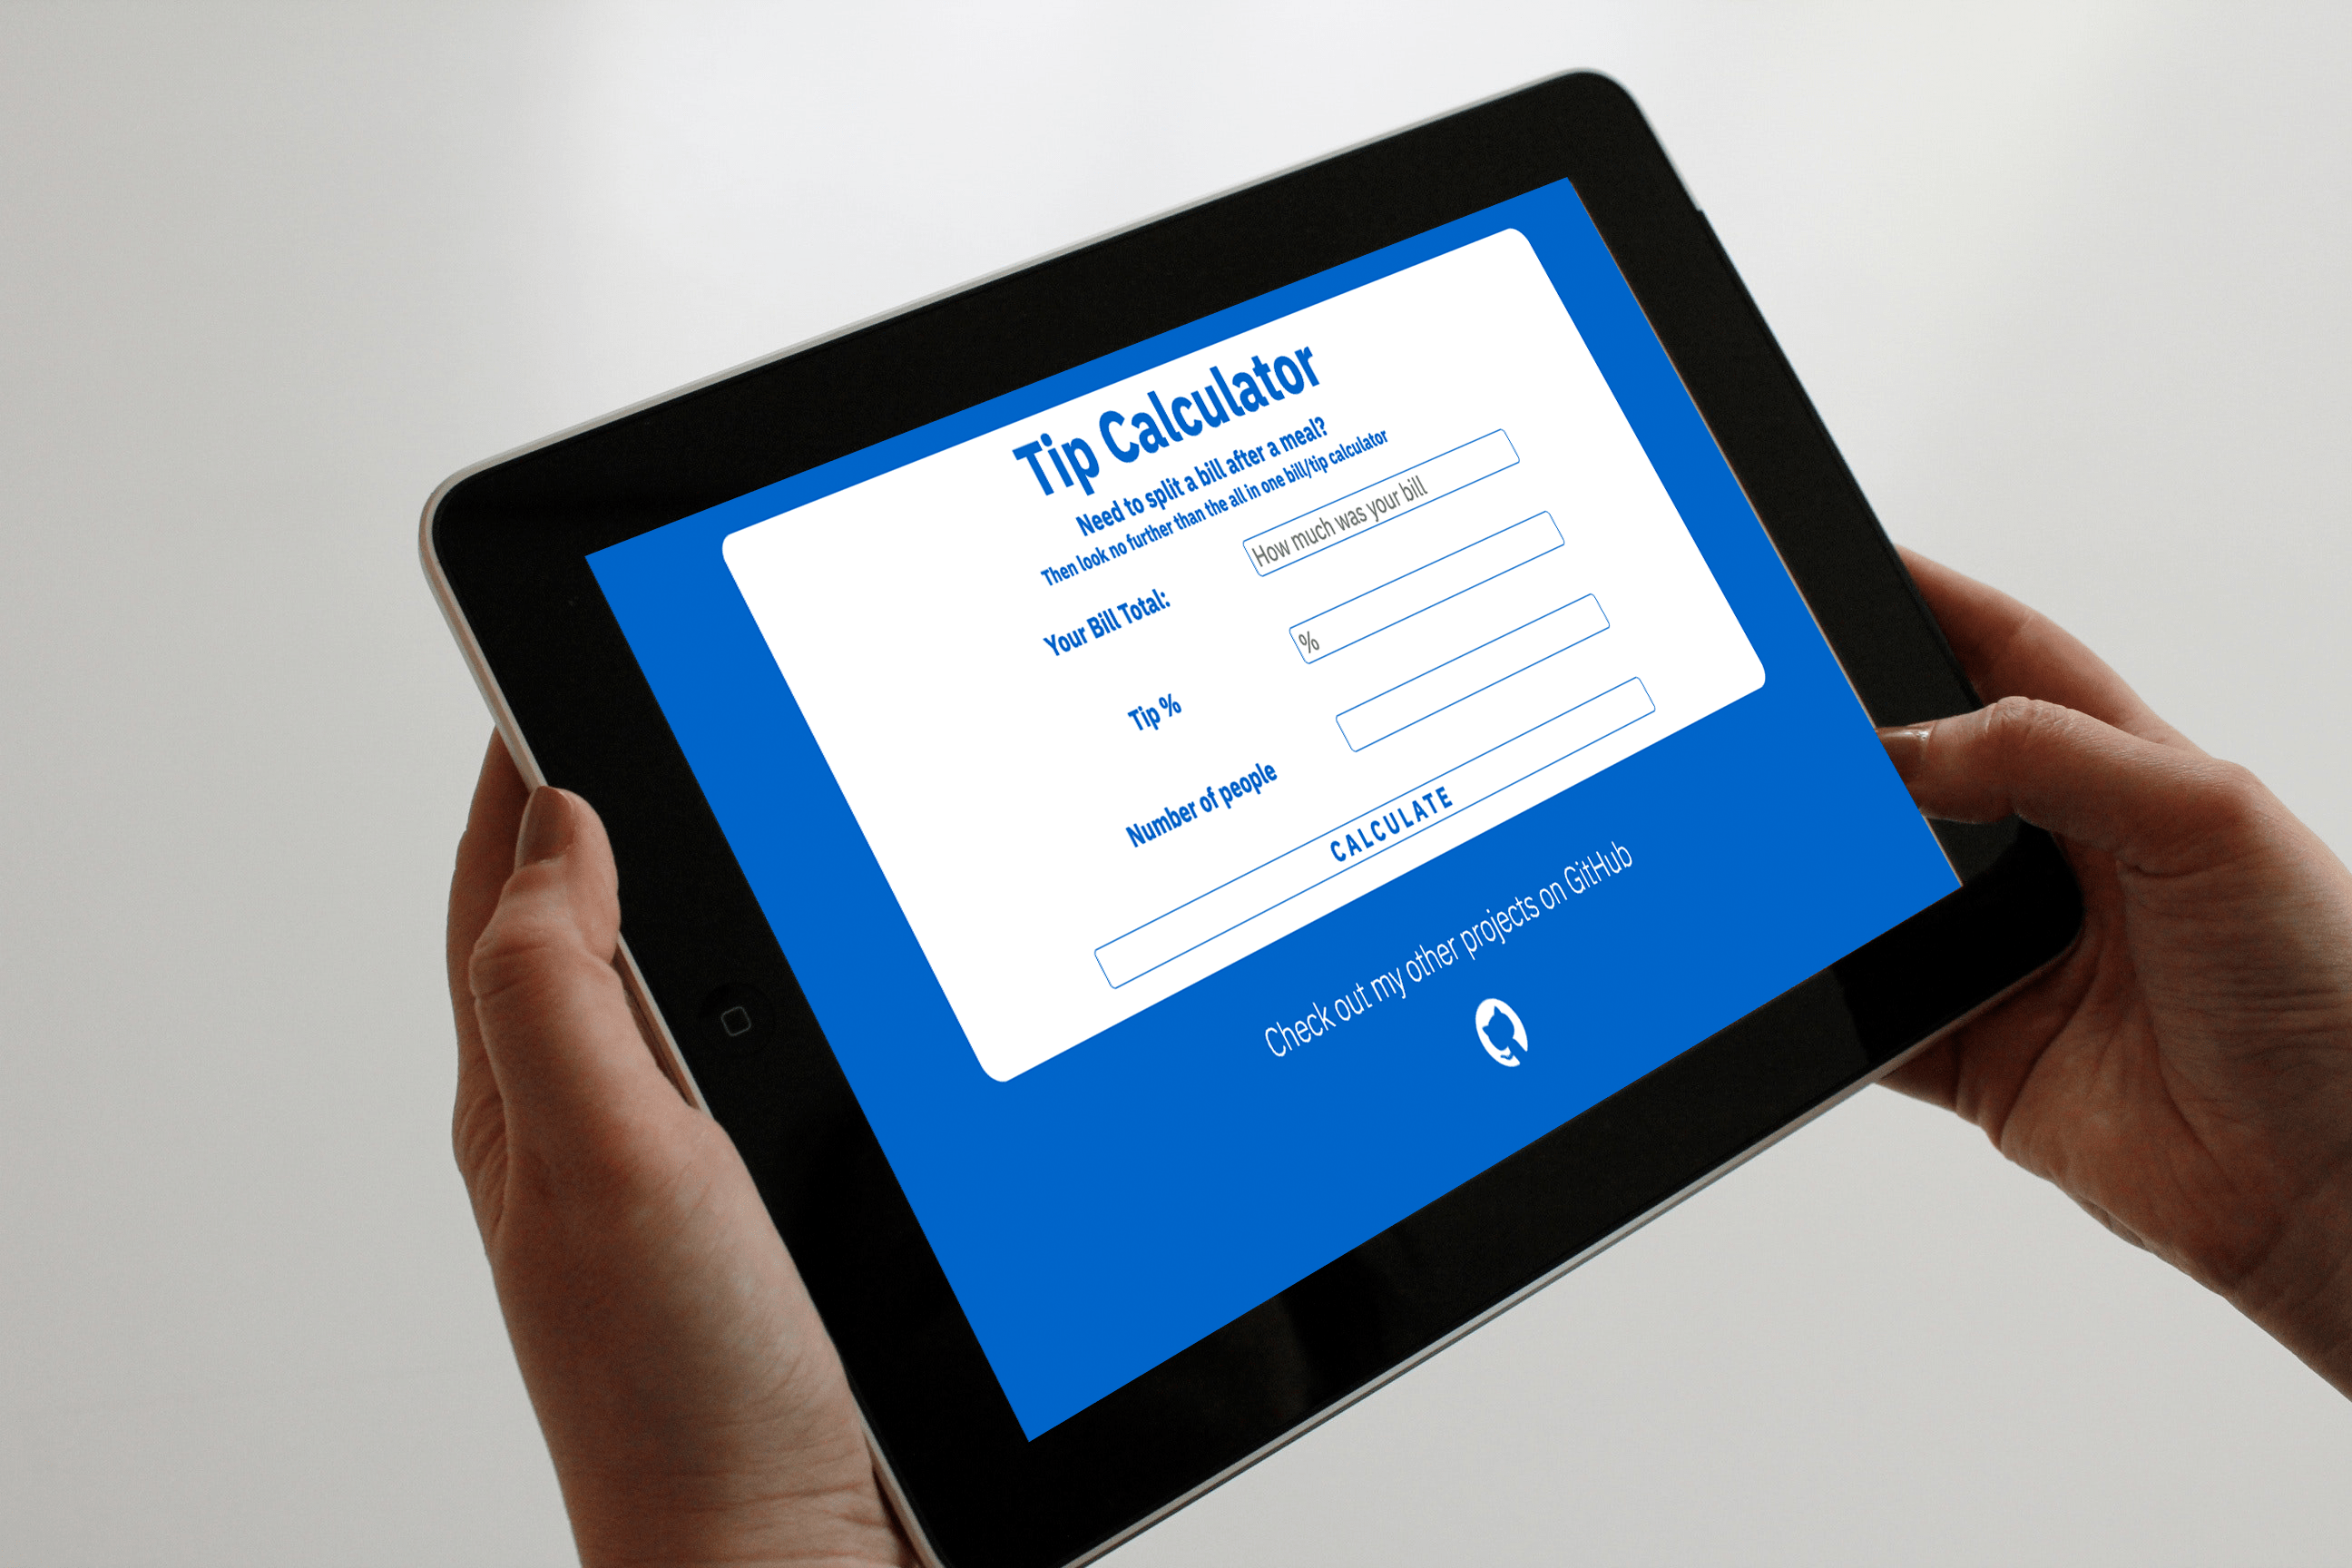 Tip Calculator
Need to split a bill after a meal?
Then look no further than the all in one bill/tip calculator
Your Bill Total:
How much was your bill
Tip %
%
Number of people
CALCULATE
Check out my other projects on GitHub